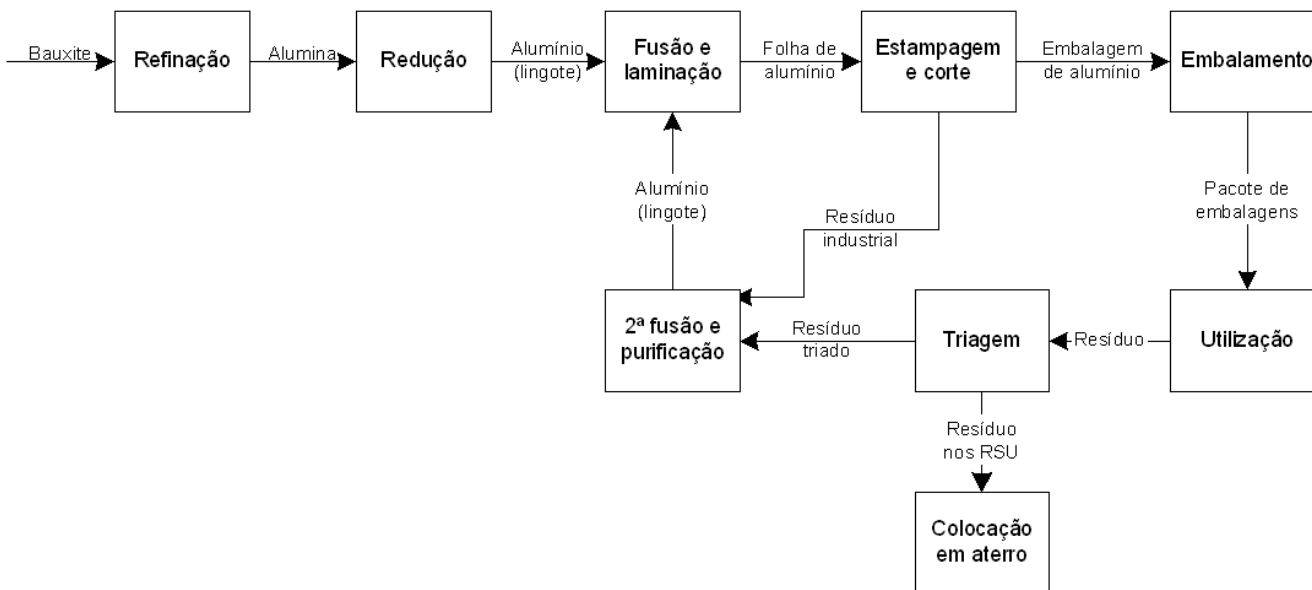 Bauxite
Refinação
Alumina
Redução
Alumínio
(lingote)
Fusão e
laminação
Folha de
alumínio
Estampagem
e corte
Embalagem
de alumínio
Embalamento
Alumínio
(lingote)
Resíduo
industrial
Pacote de
embalagens
2ª fusão e
purificação
Resíduo
triado
Triagem
Resíduo
Utilização
Resíduo
nos RSU
Colocação
em aterro